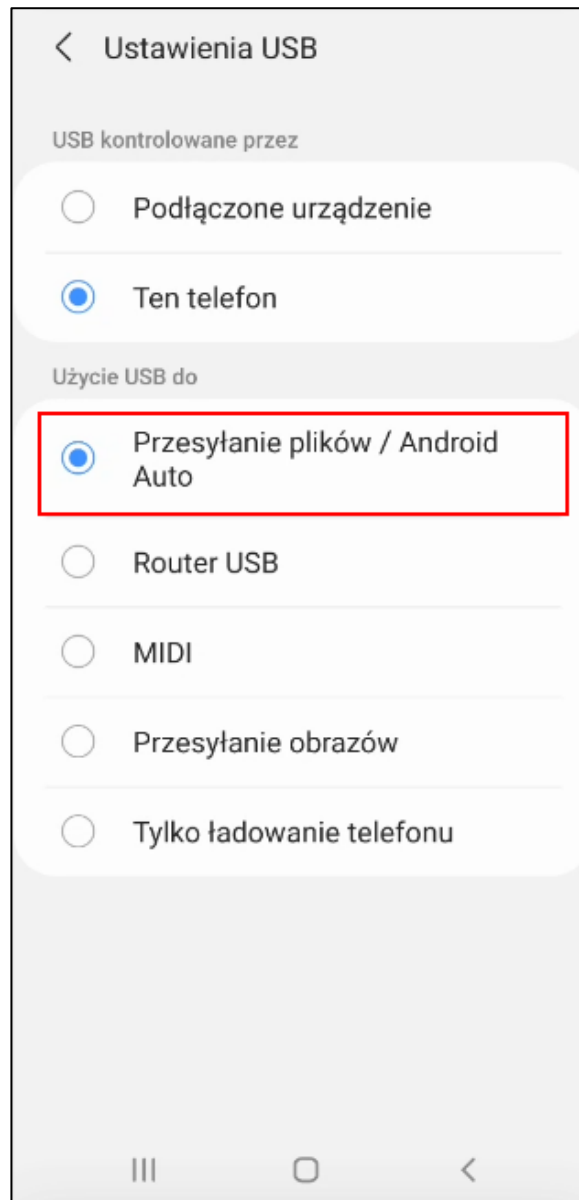 Ustawienia USB
USB kontrolowane przez
Podłączone urządzenie
Ten telefon
Użycie USB do
Przesyłanie plików / Android
Auto
Router USB
MIDI
Przesyłanie obrazów
Tylko ładowanie telefonu